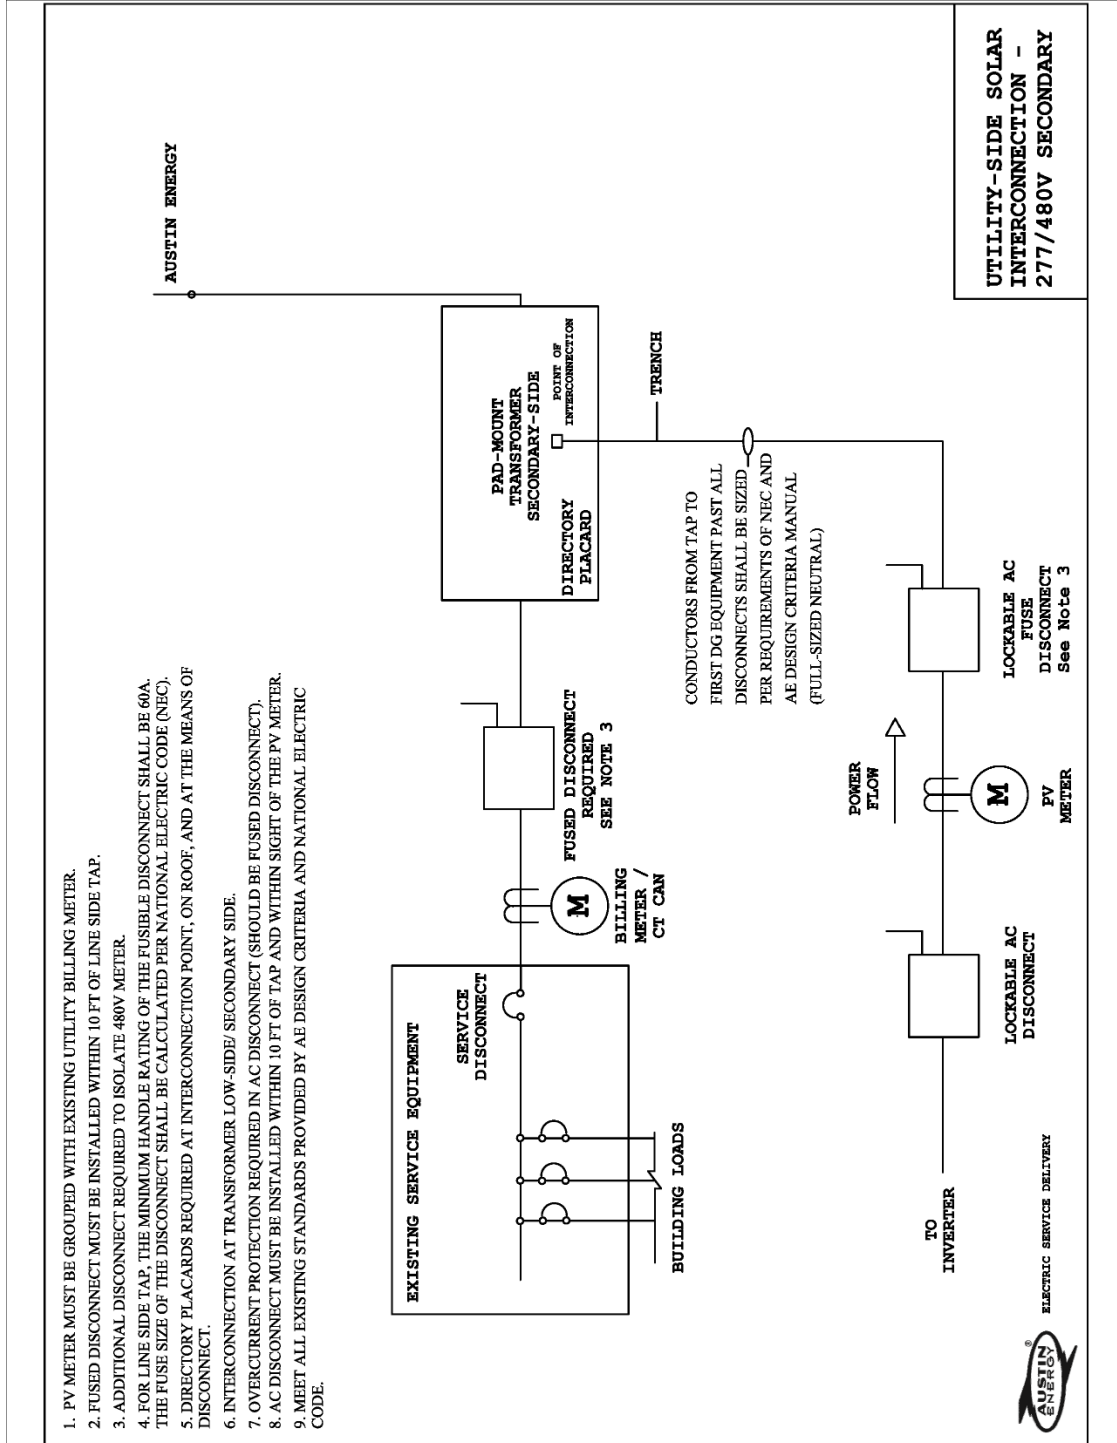 1. PV METER MUST BE GROUPED WITH EXISTING UTILITY BILLING METER.
2. FUSED DISCONNECT MUST BE INSTALLED WITHIN 10 FT OF LINE SIDE TAP.
3. ADDITIONAL DISCONNECT REQUIRED TO ISOLATE 480V METER.
4. FOR LINE SIDE TAP, THE MINIMUM HANDLE RATING OF THE FUSIBLE DISCONNECT SHALL BE 60A.
THE FUSE SIZE OF THE DISCONNECT SHALL BE CALCULATED PER NATIONAL ELECTRIC CODE (NEC).
5. DIRECTORY PLACARDS REQUIRED AT INTERCONNECTION POINT, ON ROOF, AND AT THE MEANS OF
DISCONNECT.
6. INTERCONNECTION AT TRANSFORMER LOW-SIDE/ SECONDARY SIDE.
7. OVERCURRENT PROTECTION REQUIRED IN AC DISCONNECT (SHOULD BE FUSED DISCONNECT).
8. AC DISCONNECT MUST BE INSTALLED WITHIN 10 FT OF TAP AND WITHIN SIGHT OF THE PV METER.
9. MEET ALL EXISTING STANDARDS PROVIDED BY AE DESIGN CRITERIA AND NATIONAL ELECTRIC
CODE.
AUSTIN ENERGY
EXISTING SERVICE EQUIPMENT
SERVICE
DISCONNECT
BUILDING LOADS
M
BILLING
METER /
CT CAN
FUSED DISCONNECT
REQUIRED
SEE NOTE 3
PAD-MOUNT
TRANSFORMER
SECONDARY-SIDE
DIRECTORY
PLACARD
POINT OF
INTERCONNECTION
TRENCH
CONDUCTORS FROM TAP TO
FIRST DG EQUIPMENT PAST ALL
DISCONNECTS SHALL BE SIZED
PER REQUIREMENTS OF NEC AND
AE DESIGN CRITERIA MANUAL
(FULL-SIZED NEUTRAL)
TO
INVERTER
LOCKABLE AC
DISCONNECT
POWER
FLOW
M
PV
METER
LOCKABLE AC
FUSE
DISCONNECT
See Note 3
AUSTIN
ENERGY
®
ELECTRIC SERVICE DELIVERY
UTILITY-SIDE SOLAR
INTERCONNECTION -
277/480V SECONDARY